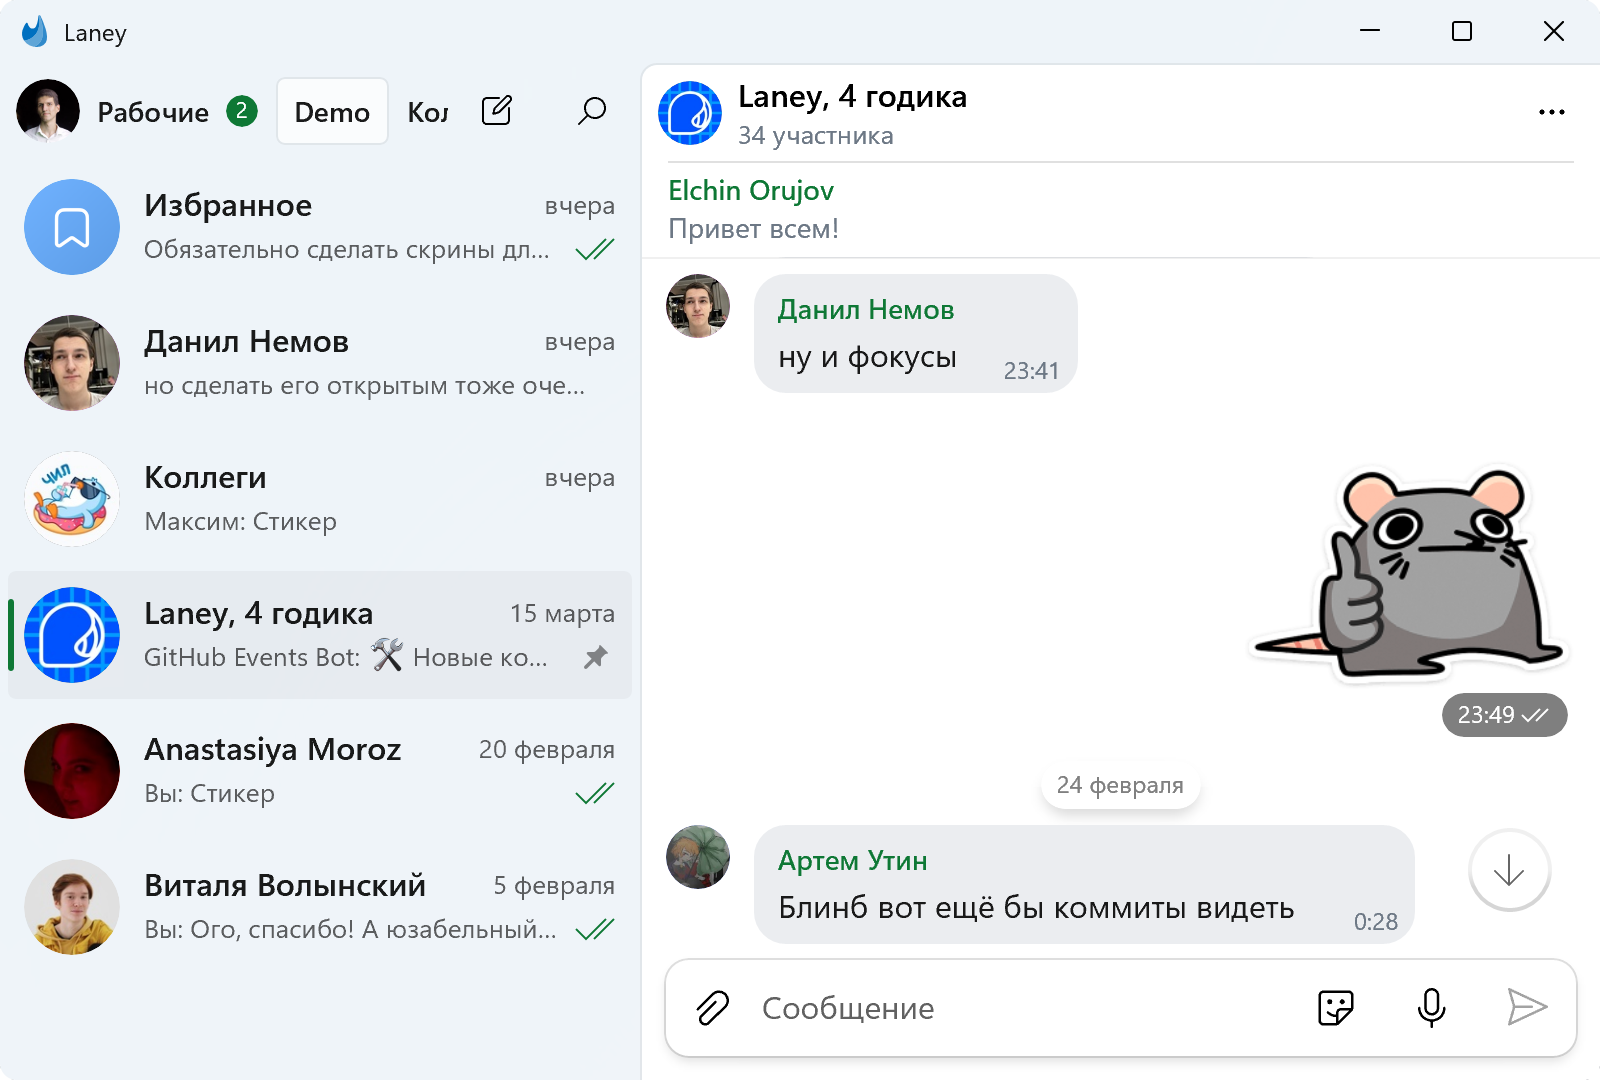 Laney
Рабочие 2 Demo Кол
Избранное вчера
Обязательно сделать скрины дл...
Данил Немов вчера
но сделать его открытым тоже оче...
ЧИЛ
Коллеги вчера
Максим: Стикер
Laney, 4 годика 15 марта
GitHub Events Bot: 🛠 Новые ко...
Anastasiya Moroz 20 февраля
Вы: Стикер
Виталя Волынский 5 февраля
Вы: Ого, спасибо! А юзабельный...
Laney, 4 годика
34 участника
Elchin Orujov
Привет всем!
Данил Немов
ну и фокусы 23:41
23:49
24 февраля
Артем Утин
Блинб вот ещё бы коммиты видеть 0:28
Сообщение